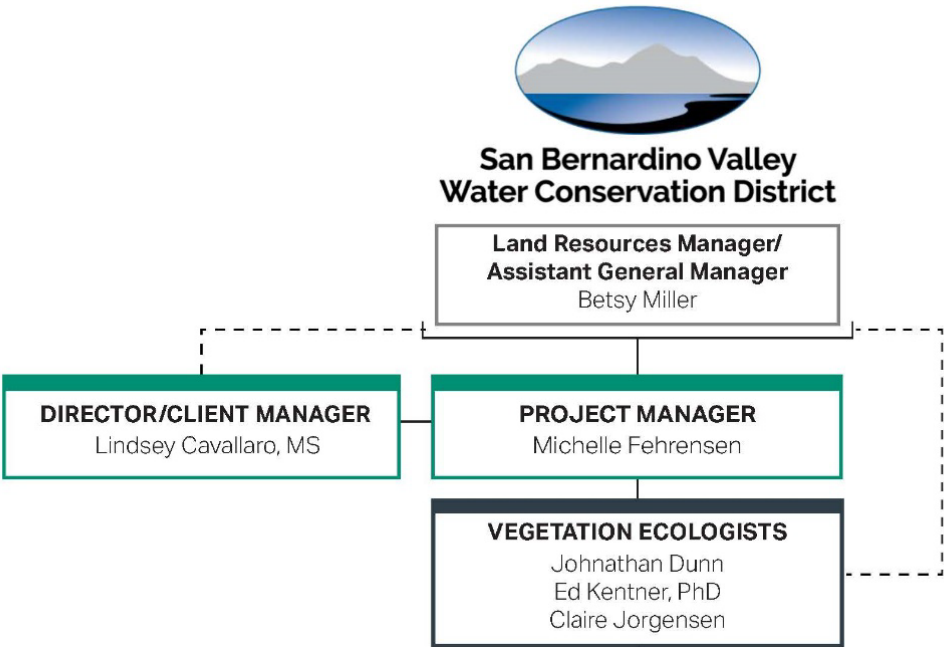 San Bernardino Valley
Water Conservation District
Land Resources Manager/
Assistant General Manager
Betsy Miller
DIRECTOR/CLIENT MANAGER
Lindsey Cavallaro, MS
PROJECT MANAGER
Michelle Fehrensen
VEGETATION ECOLOGISTS
Johnathan Dunn
Ed Kentner, PhD
Claire Jorgensen